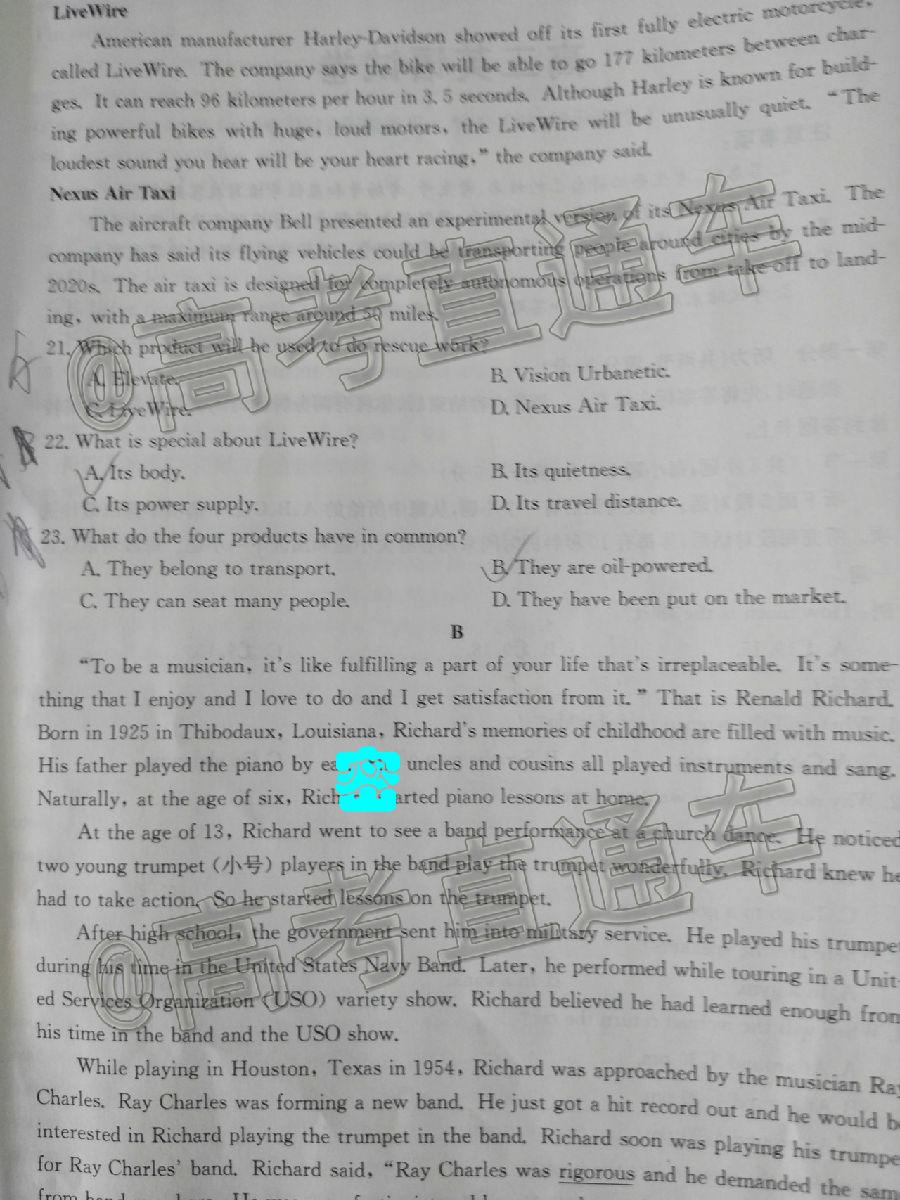 LiveWire
American manufacturer Harley-Davidson showed off its first fully electric motorcycle,
called LiveWire. The company says the bike will be able to go 177 kilometers between char-
ges. It can reach 96 kilometers per hour in 3.5 seconds. Although Harley is known for build-
ing powerful bikes with huge, loud motors, the LiveWire will be unusually quiet. "The
loudest sound you hear will be your heart racing," the company said.
Nexus Air Taxi
The aircraft company Bell presented an experimental version of its Nexus Air Taxi. The
company has said its flying vehicles could be transporting people around cities by the mid-
2020s. The air taxi is designed for completely autonomous operations from take-off to land-
ing, with a maximum range around 50 miles.
@高考直通车
21. Which product will be used to do rescue work?
A. Elevate.
B. Vision Urbanetic.
C. LiveWire.
D. Nexus Air Taxi.
22. What is special about LiveWire?
A. Its body.
B. Its quietness.
C. Its power supply.
D. Its travel distance.
23. What do the four products have in common?
A. They belong to transport.
B. They are oil-powered.
C. They can seat many people.
D. They have been put on the market.
B
"To be a musician, it's like fulfilling a part of your life that's irreplaceable. It's some-
thing that I enjoy and I love to do and I get satisfaction from it." That is Renald Richard.
Born in 1925 in Thibodaux, Louisiana, Richard's memories of childhood are filled with music.
His father played the piano by uncles and cousins all played instruments and sang.
Naturally, at the age of six, piano lessons at home.
At the age of 13, Richard went to see a band performance at a church dance. He noticed
two young trumpet (小号) players in the band play the trumpet wonderfully. Richard knew he
had to take action. So he started lessons on the trumpet.
@高考直通车
After high school, the government sent him into military service. He played his trumpe
during his time in the United States Navy Band. Later, he performed while touring in a Unit-
ed Services Organization (USO) variety show. Richard believed he had learned enough from
his time in the band and the USO show.
While playing in Houston, Texas in 1954, Richard was approached by the musician Ray
Charles. Ray Charles was forming a new band. He just got a hit record out and he would b
interested in Richard playing the trumpet in the band. Richard soon was playing his trumpe
for Ray Charles' band. Richard said, "Ray Charles was rigorous and he demanded the sam